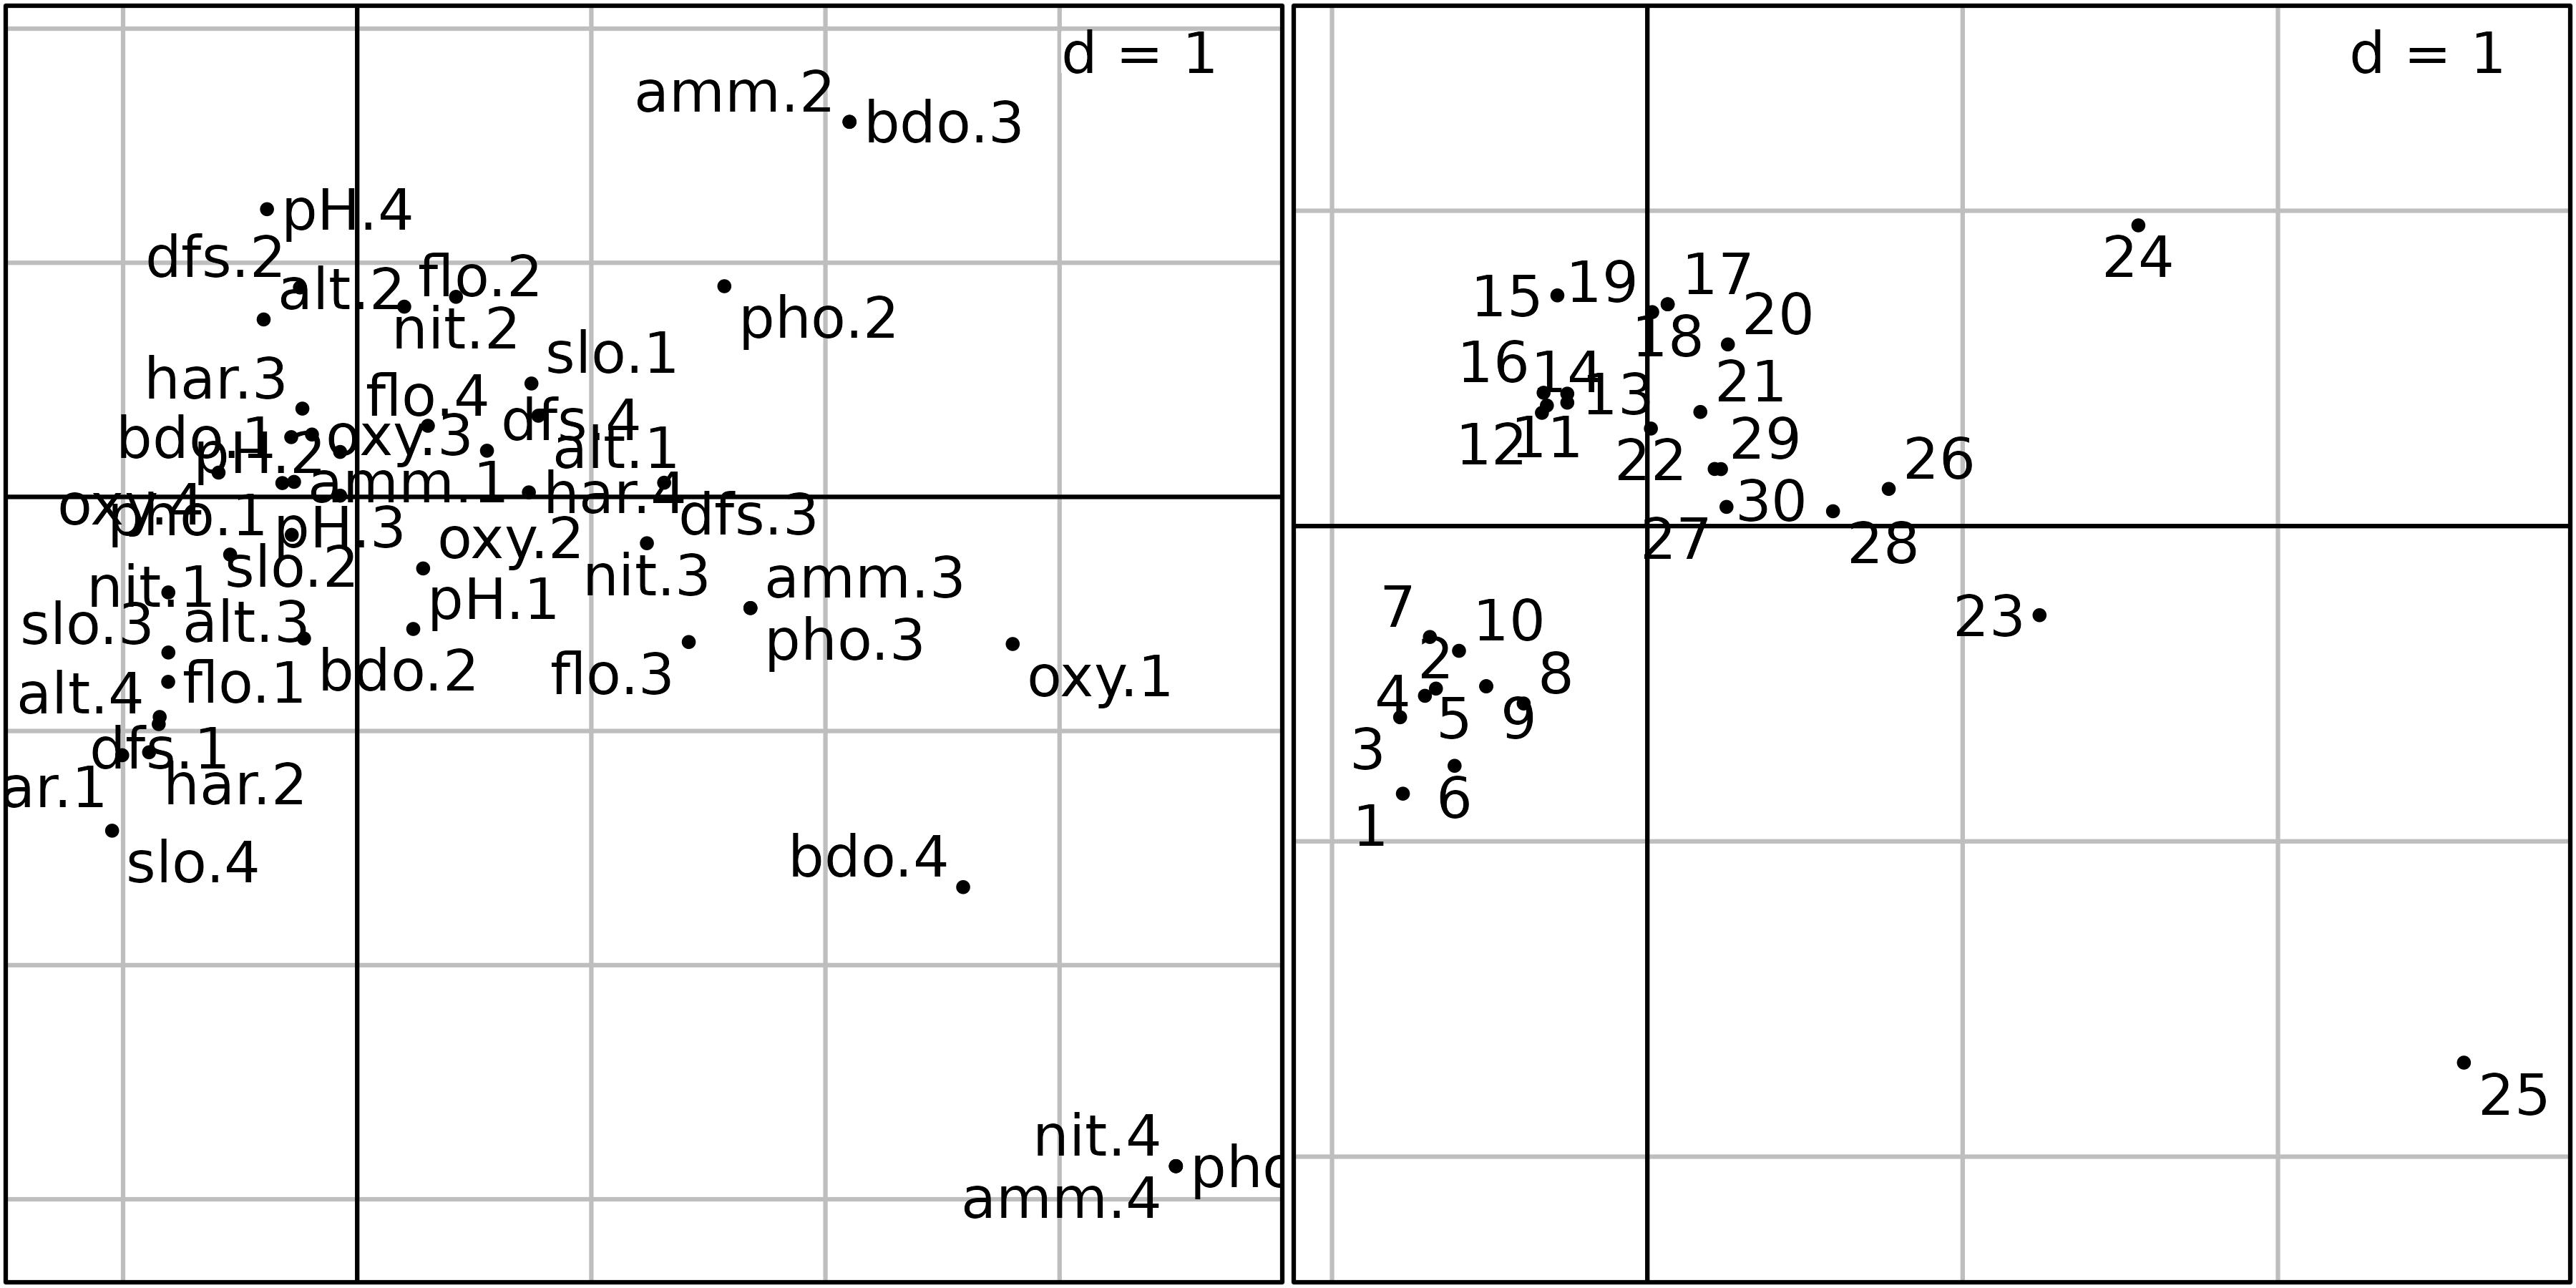 d = 1
amm.2
bdo.3
pH.4
dfs.2
alt.2
flo.2
nit.2
pho.2
slo.1
har.3
flo.4
dfs.4
bdo.1
oxy.3
pH.2
alt.1
amm.1
har.4
oxy.4
pho.1
pH.3
dfs.3
oxy.2
slo.2
nit.1
nit.3
amm.3
pH.1
slo.3
alt.3
pho.3
bdo.2
flo.3
oxy.1
alt.4
flo.1
dfs.1
ar.1
har.2
slo.4
bdo.4
nit.4
pho
amm.4
d = 1
24
15
19
17
20
18
16
14
13
21
12
11
22
29
26
30
27
28
7
10
23
2
8
4
5
9
3
6
1
25